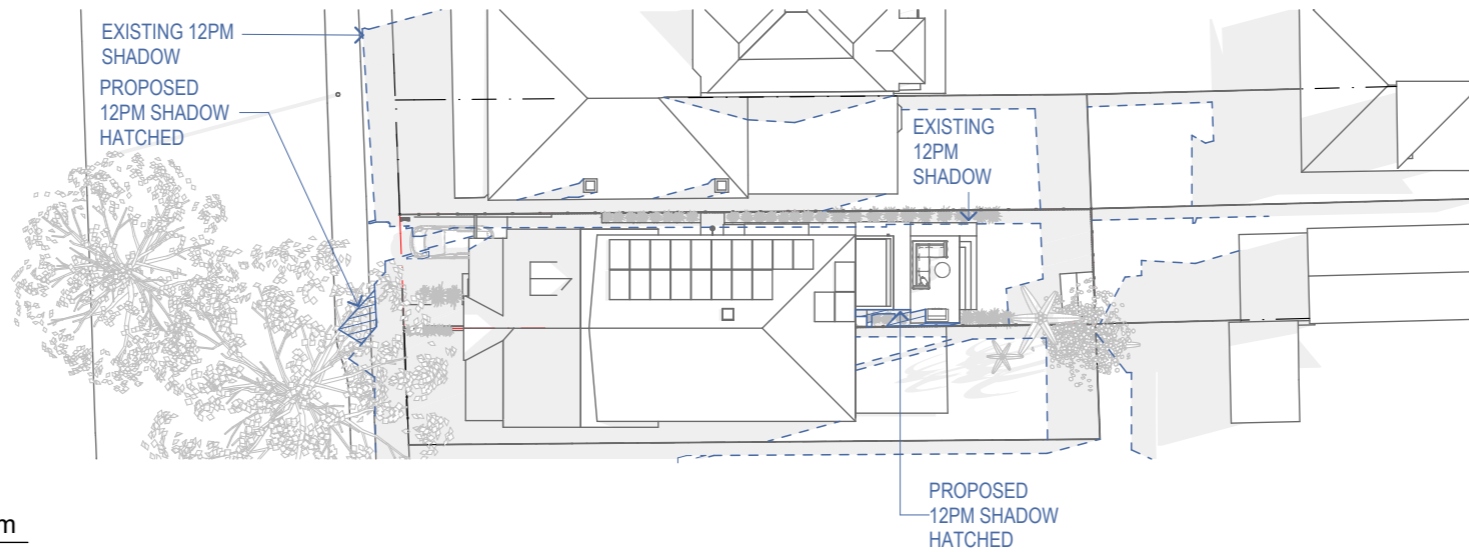 EXISTING 12PM
SHADOW
PROPOSED
12PM SHADOW
HATCHED
EXISTING
12PM
SHADOW
PROPOSED
12PM SHADOW
HATCHED
m